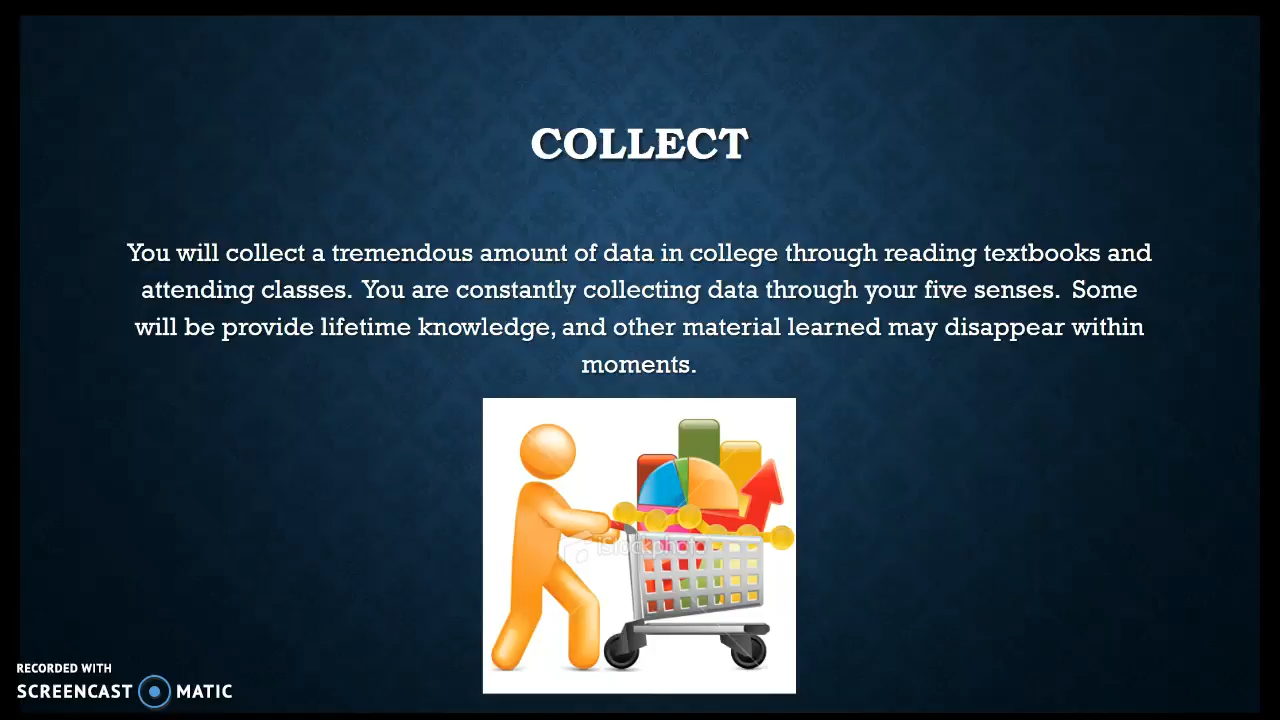 COLLECT
You will collect a tremendous amount of data in college through reading textbooks and
attending classes.  You are constantly collecting data through your five senses.  Some
will be provide lifetime knowledge, and other material learned may disappear within
moments.
iStockphoto
RECORDED WITH
SCREENCAST MATIC